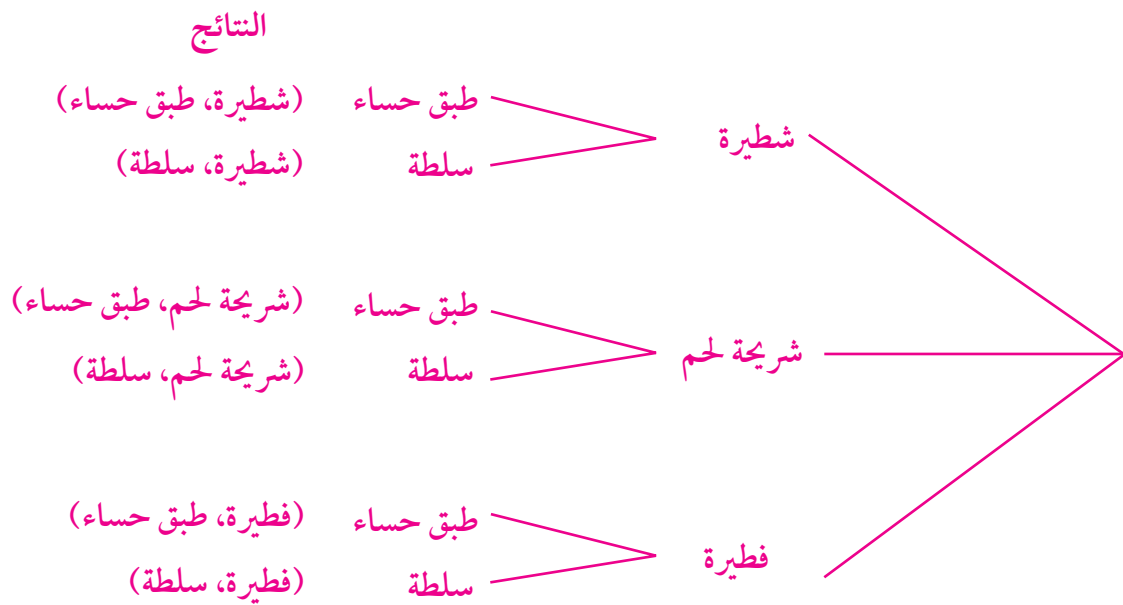 النتائج
طبق حساء (شطيرة، طبق حساء)
شطيرة
سلطة (شطيرة، سلطة)
طبق حساء (شريحة لحم، طبق حساء)
شريحة لحم
سلطة (شريحة لحم، سلطة)
طبق حساء (فطيرة، طبق حساء)
فطيرة
سلطة (فطيرة، سلطة)